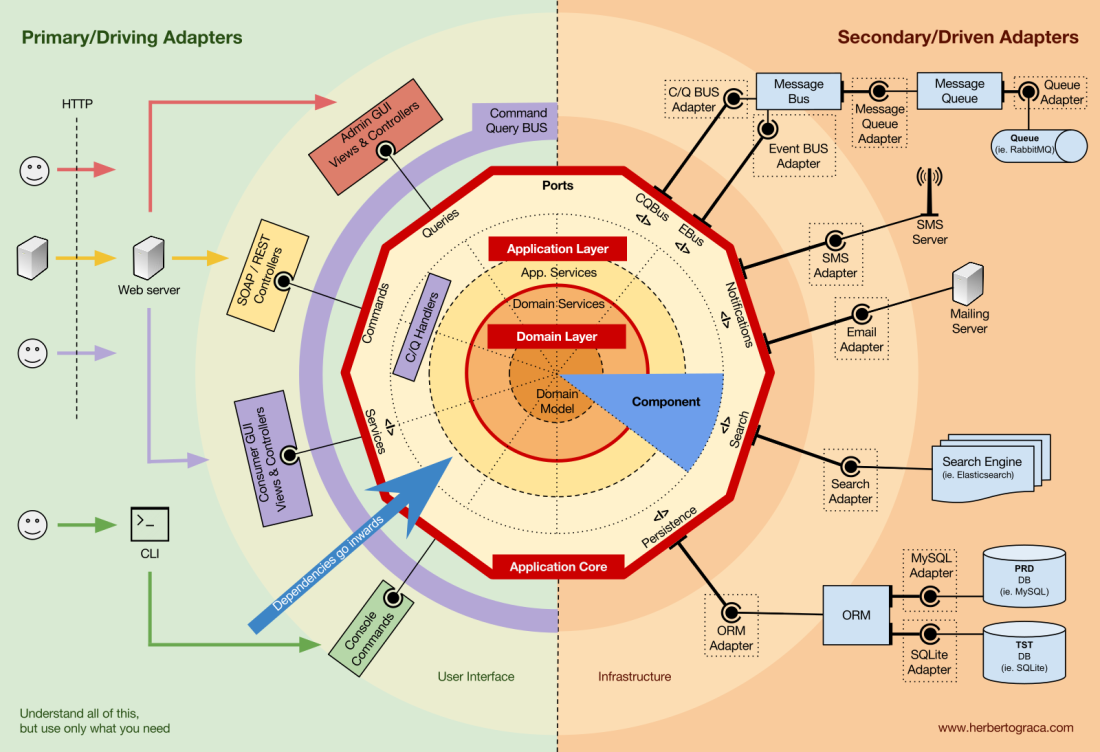 Primary/Driving Adapters
Secondary/Driven Adapters
HTTP
Web server
CLI
Admin GUI
Views & Controllers
SOAP / REST
Controllers
Consumer GUI
Views & Controllers
Console
Commands
Command
Query BUS
Dependencies go inwards
Ports
Queries
Commands
Services
</>
C/Q Handlers
Application Layer
App. Services
Domain Services
Domain Layer
Domain
Model
Component
Application Core
CQBus
</>
EBus
</>
Notifications
</>
Search
</>
Persistence
</>
C/Q BUS
Adapter
Message
Bus
Event BUS
Adapter
Message
Queue
Adapter
Message
Queue
Queue
Adapter
Queue
(ie. RabbitMQ)
SMS
Adapter
SMS
Server
Email
Adapter
Mailing
Server
Search
Adapter
Search Engine
(ie. Elasticsearch)
ORM
Adapter
ORM
MySQL
Adapter
PRD
DB
(ie. MySQL)
SQLite
Adapter
TST
DB
(ie. SQLite)
User Interface
Infrastructure
Understand all of this,
but use only what you need
www.herbertograca.com